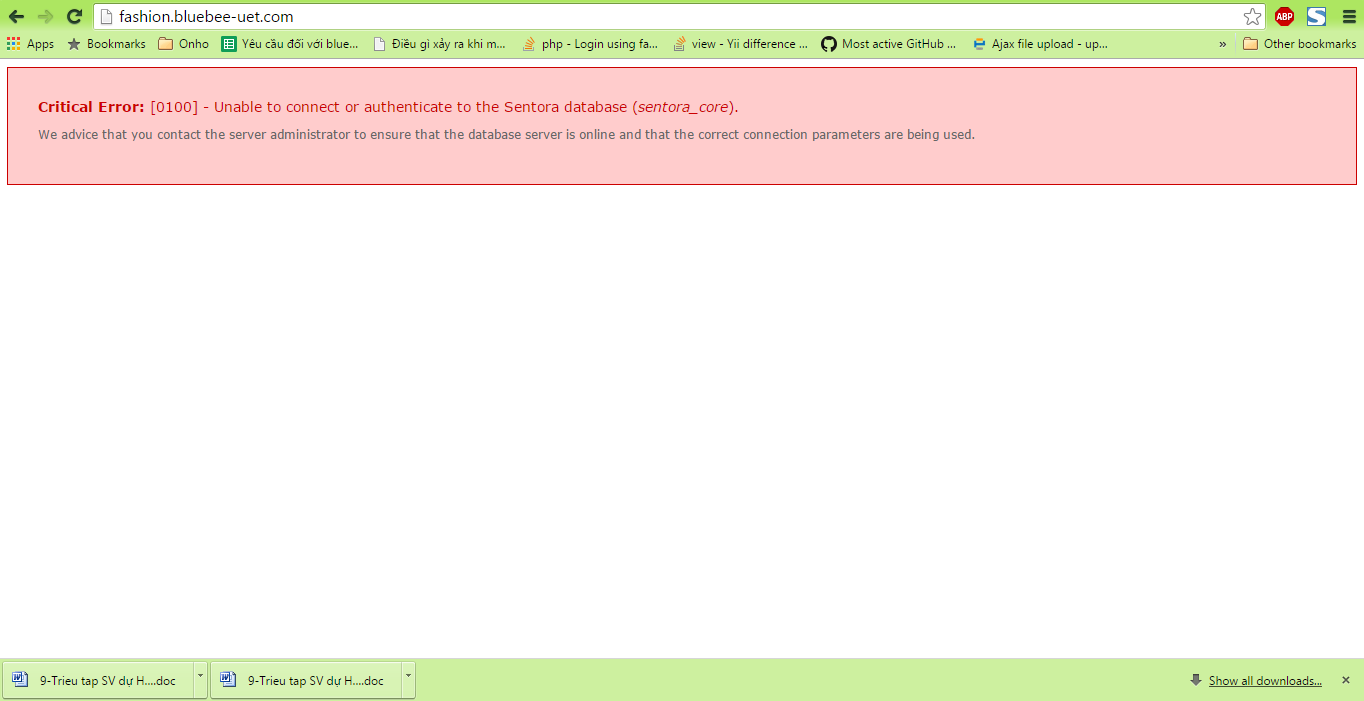 fashion.bluebee-uet.com
ABP
Apps Bookmarks Onho Yêu cầu đối với blue... Điều gì xảy ra khi m... php - Login using fa... view - Yii difference ... Most active GitHub ... Ajax file upload - up... » Other bookmarks
Critical Error: [0100] - Unable to connect or authenticate to the Sentora database (sentora_core).
We advice that you contact the server administrator to ensure that the database server is online and that the correct connection parameters are being used.
9-Trieu tap SV dự H....doc 9-Trieu tap SV dự H....doc Show all downloads...